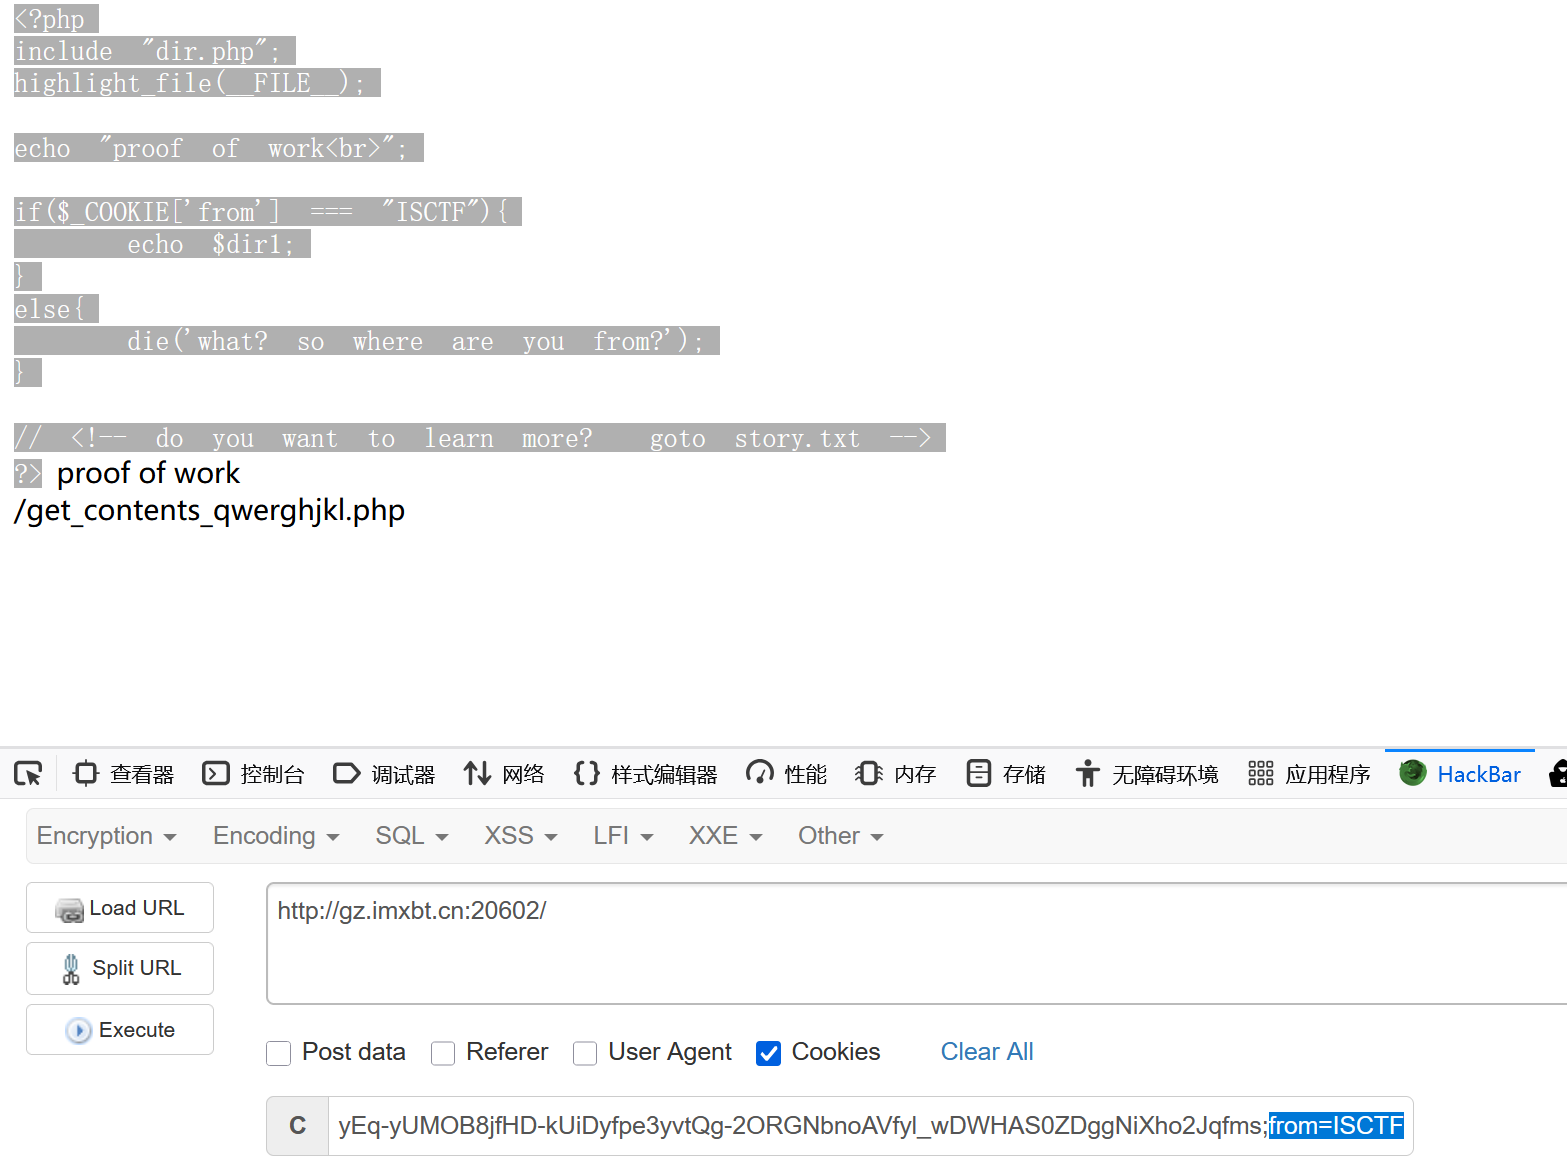 <?php
include "dir.php";
highlight_file(__FILE__);
echo "proof of work<br>";
if($_COOKIE['from'] === "ISCTF"){
echo $dir1;
}
else{
die('what? so where are you from?');
}
// <!-- do you want to learn more? goto story.txt -->
?> proof of work
/get_contents_qwerghjkl.php
查看器 控制台 调试器 网络 样式编辑器 性能 内存 存储 无障碍环境 应用程序 HackBar
Encryption Encoding SQL XSS LFI XXE Other
Load URL
http://gz.imxbt.cn:20602/
Split URL
Execute
Post data Referer User Agent Cookies Clear All
C yEq-yUMOB8jfHD-kUiDyfpe3yvtQg-2ORGNbnoAVfyl_wDWHAS0ZDggNiXho2Jqfms;from=ISCTF